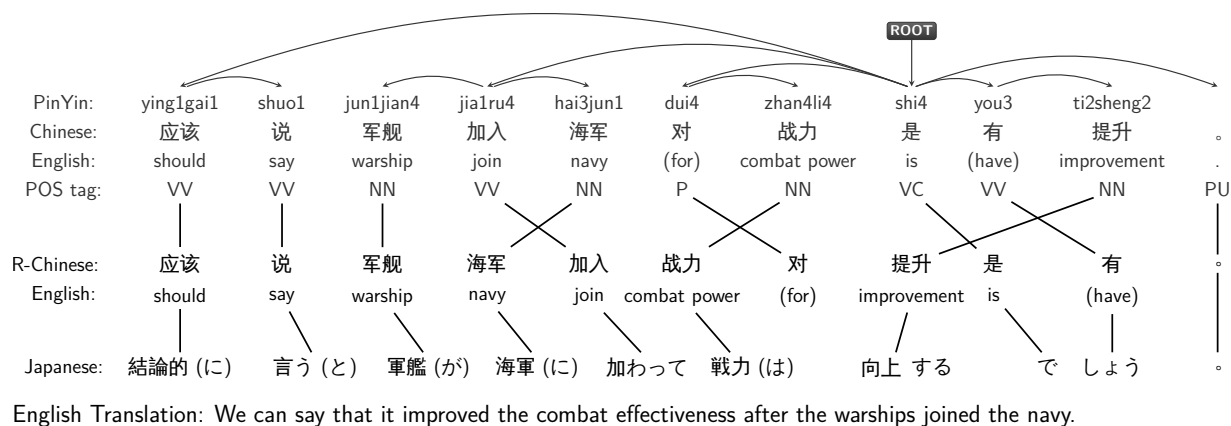 ROOT
PinYin: ying1gai1 shuo1 jun1jian4 jia1ru4 hai3jun1 dui4 zhan4li4 shi4 you3 ti2sheng2
Chinese: 应该 说 军舰 加入 海军 对 战力 是 有 提升 。
English: should say warship join navy (for) combat power is (have) improvement .
POS tag: VV VV NN VV NN P NN VC VV NN PU
R-Chinese: 应该 说 军舰 海军 加入 战力 对 提升 是 有 。
English: should say warship navy join combat power (for) improvement is (have)
Japanese: 結論的 (に) 言う (と) 軍艦 (が) 海軍 (に) 加わって 戦力 (は) 向上 する で しょう 。
English Translation: We can say that it improved the combat effectiveness after the warships joined the navy.